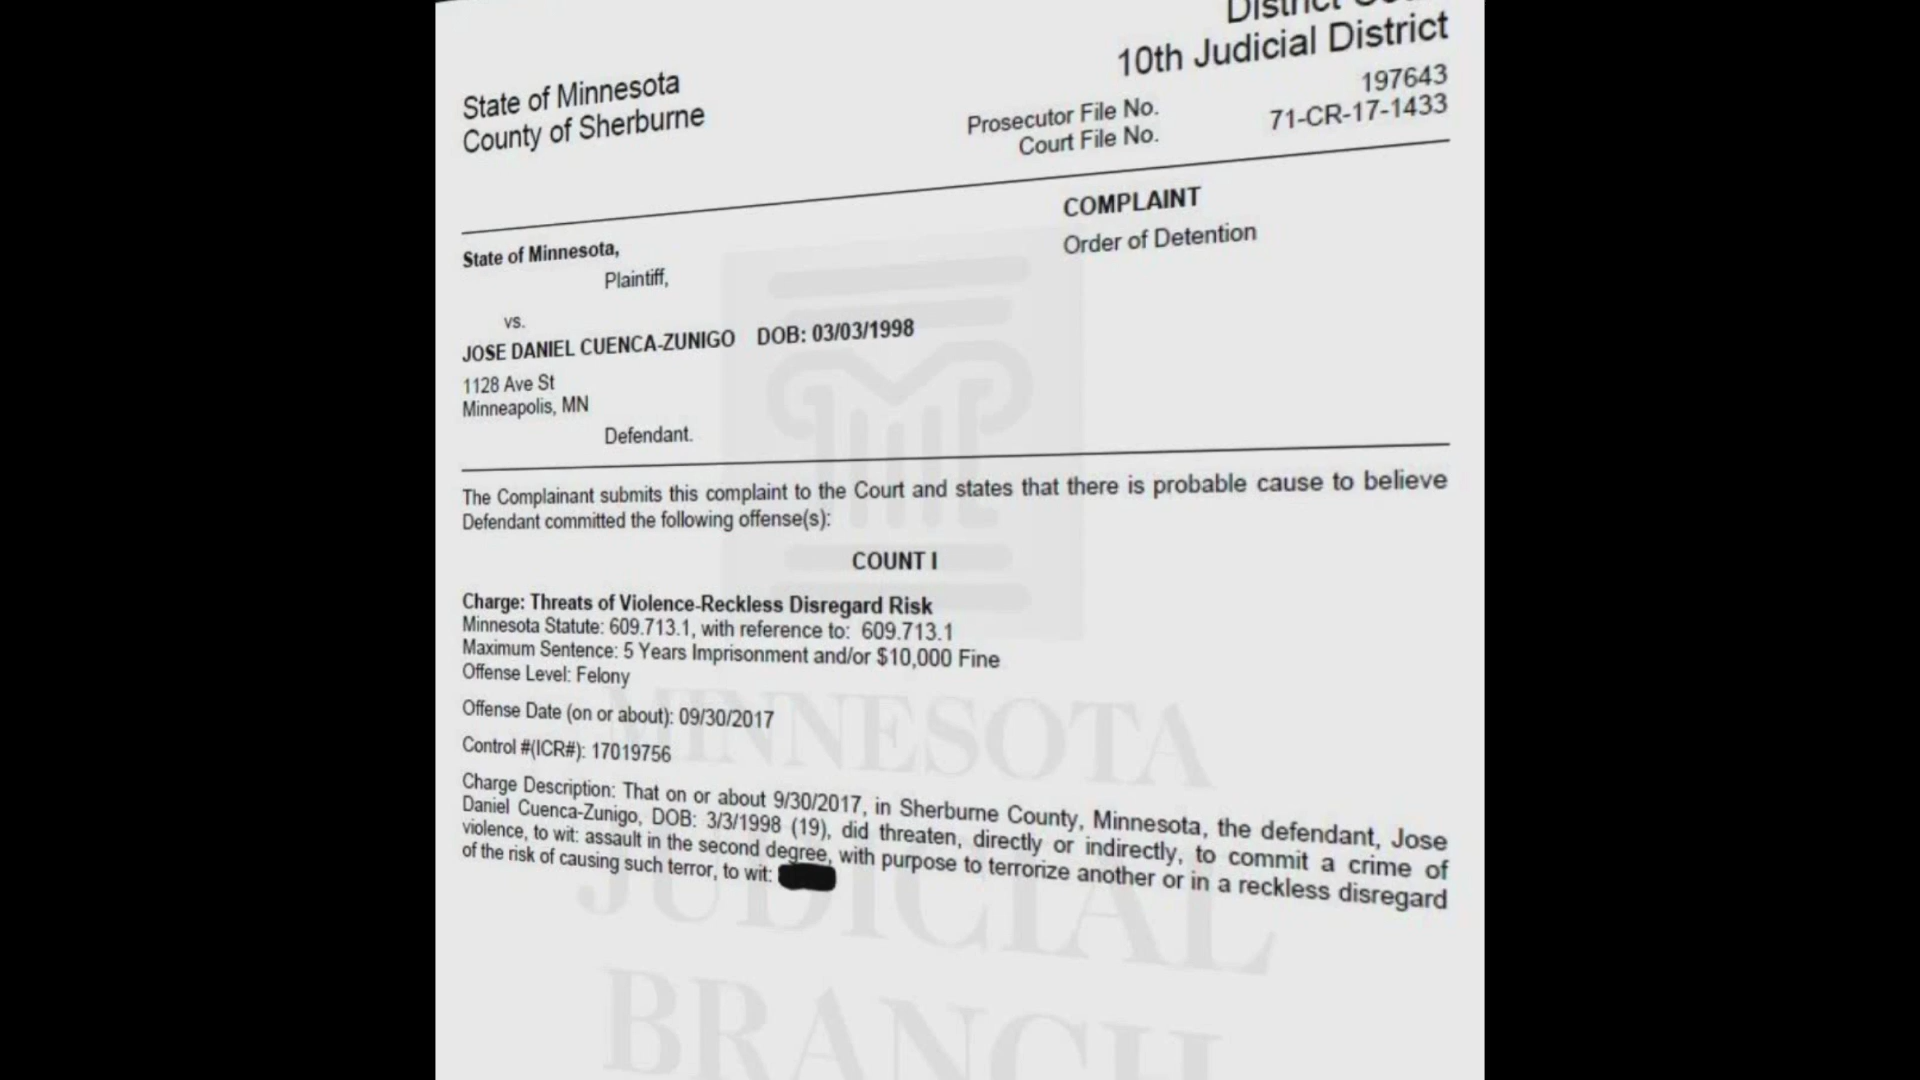 10th Judicial District
State of Minnesota
County of Sherburne
Prosecutor File No. 197643
Court File No. 71-CR-17-1433
COMPLAINT
Order of Detention
State of Minnesota,
Plaintiff,
vs.
JOSE DANIEL CUENCA-ZUNIGO DOB: 03/03/1998
1128 Ave St
Minneapolis, MN
Defendant.
The Complainant submits this complaint to the Court and states that there is probable cause to believe
Defendant committed the following offense(s):
COUNT I
Charge: Threats of Violence-Reckless Disregard Risk
Minnesota Statute: 609.713.1, with reference to: 609.713.1
Maximum Sentence: 5 Years Imprisonment and/or $10,000 Fine
Offense Level: Felony
Offense Date (on or about): 09/30/2017
Control #(ICR#): 17019756
Charge Description: That on or about 9/30/2017, in Sherburne County, Minnesota, the defendant, Jose
Daniel Cuenca-Zunigo, DOB: 3/3/1998 (19), did threaten, directly or indirectly, to commit a crime of
violence, to wit: assault in the second degree, with purpose to terrorize another or in a reckless disregard
of the risk of causing such terror, to wit:
MINNESOTA
JUDICIAL
BRANCH